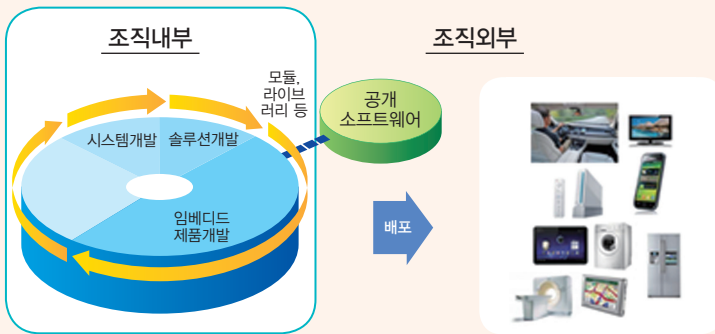 조직내부
조직외부
모듈,
라이브
러리 등
공개
소프트웨어
시스템개발
솔루션개발
임베디드
제품개발
배포